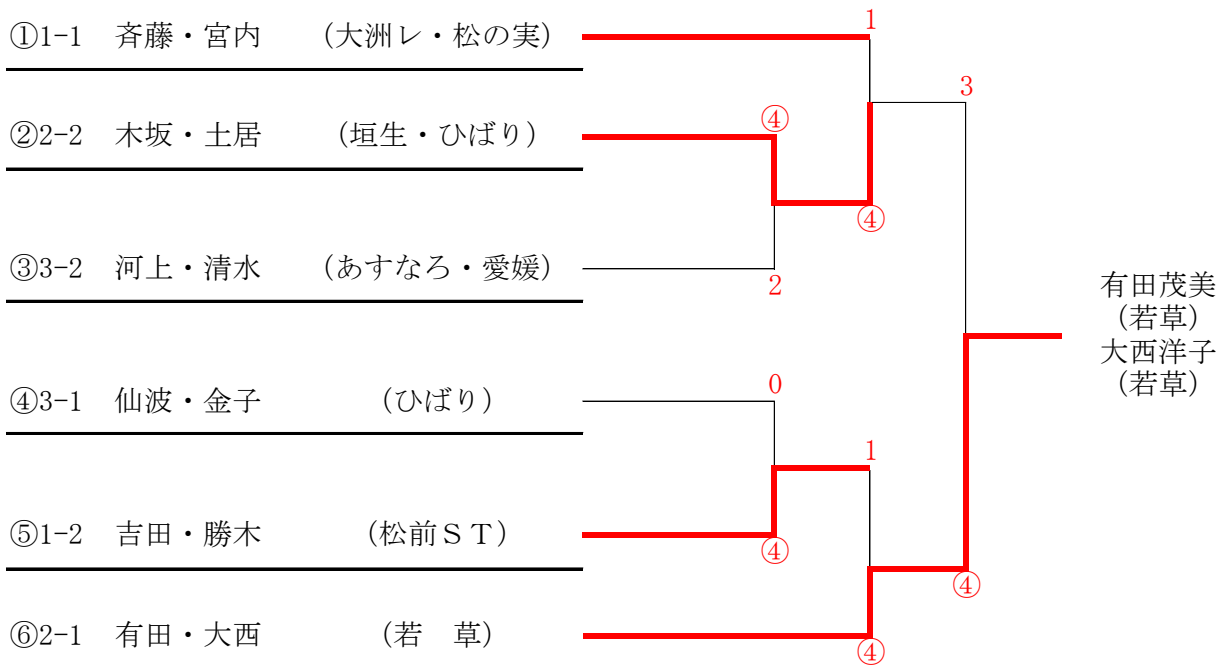 ①1-1 斉藤・宮内 (大洲レ・松の実)
1
3
②2-2 木坂・土居 (垣生・ひばり)
④
④
③3-2 河上・清水 (あすなろ・愛媛)
2
有田茂美
(若草)
大西洋子
(若草)
④3-1 仙波・金子 (ひばり)
0
1
⑤1-2 吉田・勝木 (松前ST)
④
④
⑥2-1 有田・大西 (若 草)
④